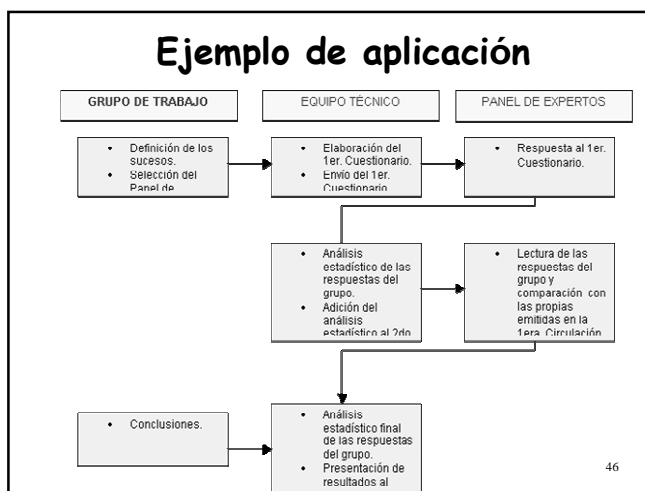 Ejemplo de aplicación
GRUPO DE TRABAJO
EQUIPO TÉCNICO
PANEL DE EXPERTOS
• Definición de los
sucesos.
• Selección del
Panel de
• Elaboración del
1er. Cuestionario.
• Envío del 1er.
Cuestionario
• Respuesta al 1er.
Cuestionario.
• Análisis
estadístico de las
respuestas del
grupo.
• Adición del
análisis
estadístico al 2do
• Lectura de las
respuestas del
grupo y
comparación con
las propias
emitidas en la
1era. Circulación
• Conclusiones.
• Análisis
estadístico final
de las respuestas
del grupo.
• Presentación de
resultados al
46